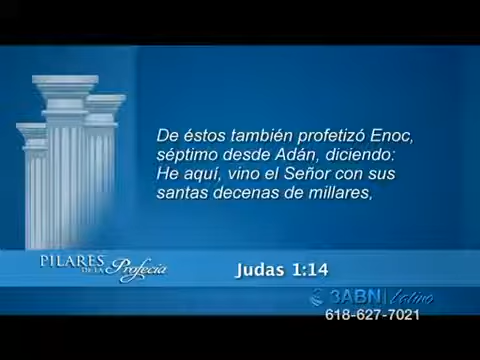 De éstos también profetizó Enoc,
séptimo desde Adán, diciendo:
He aquí, vino el Señor con sus
santas decenas de millares,
PILARES
DE LA Profecía
Judas 1:14
3ABN Latino
618-627-7021